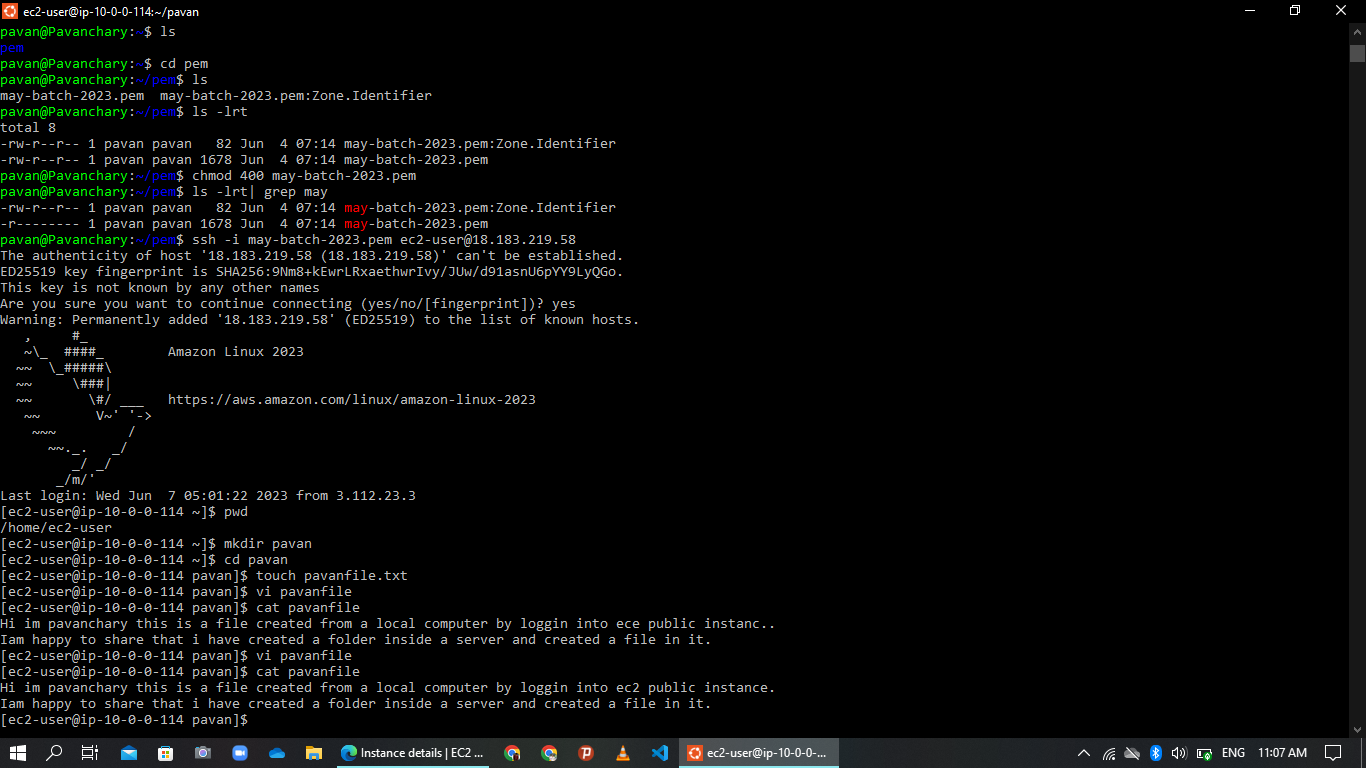 ec2-user@ip-10-0-0-114:~/pavan
pavan@Pavanchary:~$ ls
pem
pavan@Pavanchary:~$ cd pem
pavan@Pavanchary:~/pem$ ls
may-batch-2023.pem  may-batch-2023.pem:Zone.Identifier
pavan@Pavanchary:~/pem$ ls -lrt
total 8
-rw-r--r-- 1 pavan pavan   82 Jun  4 07:14 may-batch-2023.pem:Zone.Identifier
-rw-r--r-- 1 pavan pavan 1678 Jun  4 07:14 may-batch-2023.pem
pavan@Pavanchary:~/pem$ chmod 400 may-batch-2023.pem
pavan@Pavanchary:~/pem$ ls -lrt| grep may
-rw-r--r-- 1 pavan pavan   82 Jun  4 07:14 may-batch-2023.pem:Zone.Identifier
-r-------- 1 pavan pavan 1678 Jun  4 07:14 may-batch-2023.pem
pavan@Pavanchary:~/pem$ ssh -i may-batch-2023.pem ec2-user@18.183.219.58
The authenticity of host '18.183.219.58 (18.183.219.58)' can't be established.
ED25519 key fingerprint is SHA256:9Nm8+kEwrLRxaethwrIvy/JUw/d91asnU6pYY9LyQGo.
This key is not known by any other names
Are you sure you want to continue connecting (yes/no/[fingerprint])? yes
Warning: Permanently added '18.183.219.58' (ED25519) to the list of known hosts.
   ,     #_
   ~\_  ####_        Amazon Linux 2023
  ~~  \_#####\
  ~~     \###|
  ~~       \#/ ___   https://aws.amazon.com/linux/amazon-linux-2023
   ~~       V~' '->
    ~~~         /
      ~~._.   _/
         _/ _/
       _/m/'
Last login: Wed Jun  7 05:01:22 2023 from 3.112.23.3
[ec2-user@ip-10-0-0-114 ~]$ pwd
/home/ec2-user
[ec2-user@ip-10-0-0-114 ~]$ mkdir pavan
[ec2-user@ip-10-0-0-114 ~]$ cd pavan
[ec2-user@ip-10-0-0-114 pavan]$ touch pavanfile.txt
[ec2-user@ip-10-0-0-114 pavan]$ vi pavanfile
[ec2-user@ip-10-0-0-114 pavan]$ cat pavanfile
Hi im pavanchary this is a file created from a local computer by loggin into ece public instanc..
Iam happy to share that i have created a folder inside a server and created a file in it.
[ec2-user@ip-10-0-0-114 pavan]$ vi pavanfile
[ec2-user@ip-10-0-0-114 pavan]$ cat pavanfile
Hi im pavanchary this is a file created from a local computer by loggin into ec2 public instance.
Iam happy to share that i have created a folder inside a server and created a file in it.
[ec2-user@ip-10-0-0-114 pavan]$
Instance details | EC2 ...
ec2-user@ip-10-0-0-...
ENG
11:07 AM